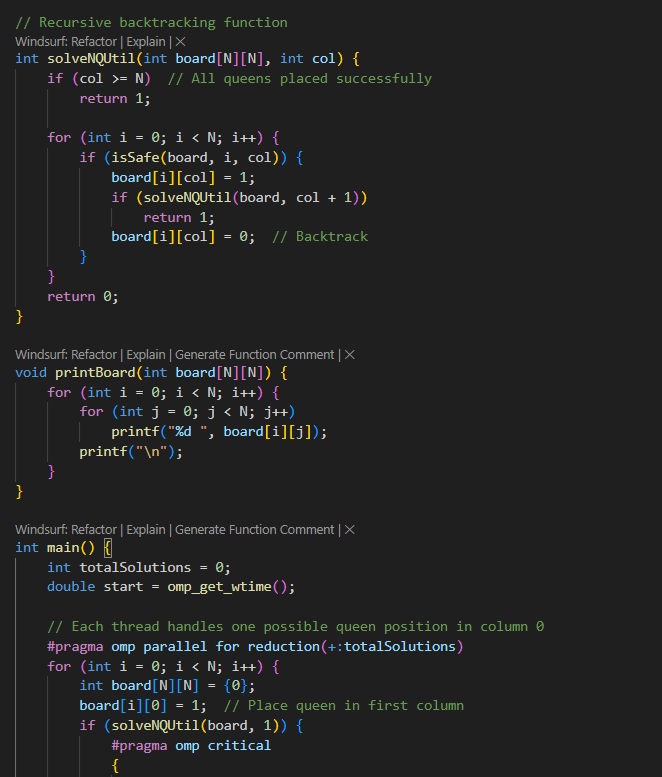 // Recursive backtracking function
Windsurf: Refactor | Explain | ✕
int solveNQUtil(int board[N][N], int col) {
    if (col >= N)  // All queens placed successfully
        return 1;

    for (int i = 0; i < N; i++) {
        if (isSafe(board, i, col)) {
            board[i][col] = 1;
            if (solveNQUtil(board, col + 1))
                return 1;
            board[i][col] = 0;  // Backtrack
        }
    }
    return 0;
}

Windsurf: Refactor | Explain | Generate Function Comment | ✕
void printBoard(int board[N][N]) {
    for (int i = 0; i < N; i++) {
        for (int j = 0; j < N; j++)
            printf("%d ", board[i][j]);
        printf("\n");
    }
}

Windsurf: Refactor | Explain | Generate Function Comment | ✕
int main() {
    int totalSolutions = 0;
    double start = omp_get_wtime();

    // Each thread handles one possible queen position in column 0
    #pragma omp parallel for reduction(+:totalSolutions)
    for (int i = 0; i < N; i++) {
        int board[N][N] = {0};
        board[i][0] = 1;  // Place queen in first column
        if (solveNQUtil(board, 1)) {
            #pragma omp critical
            {